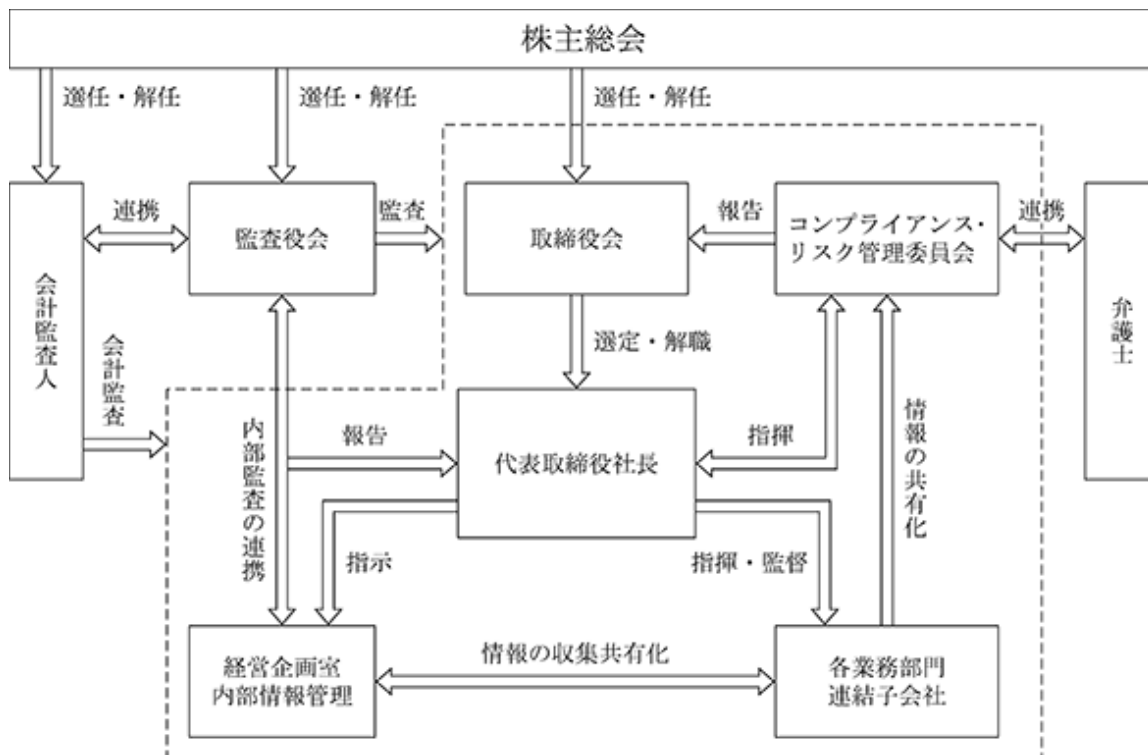 株主総会
選任・解任
選任・解任
選任・解任
連携
監査役会
監査
取締役会
報告
コンプライアンス・
リスク管理委員会
連携
会計監査人
弁護士
選定・解職
会計監査
内部監査の連携
報告
代表取締役社長
指揮
情報の共有化
指示
指揮・監督
経営企画室
内部情報管理
情報の収集共有化
各業務部門
連結子会社